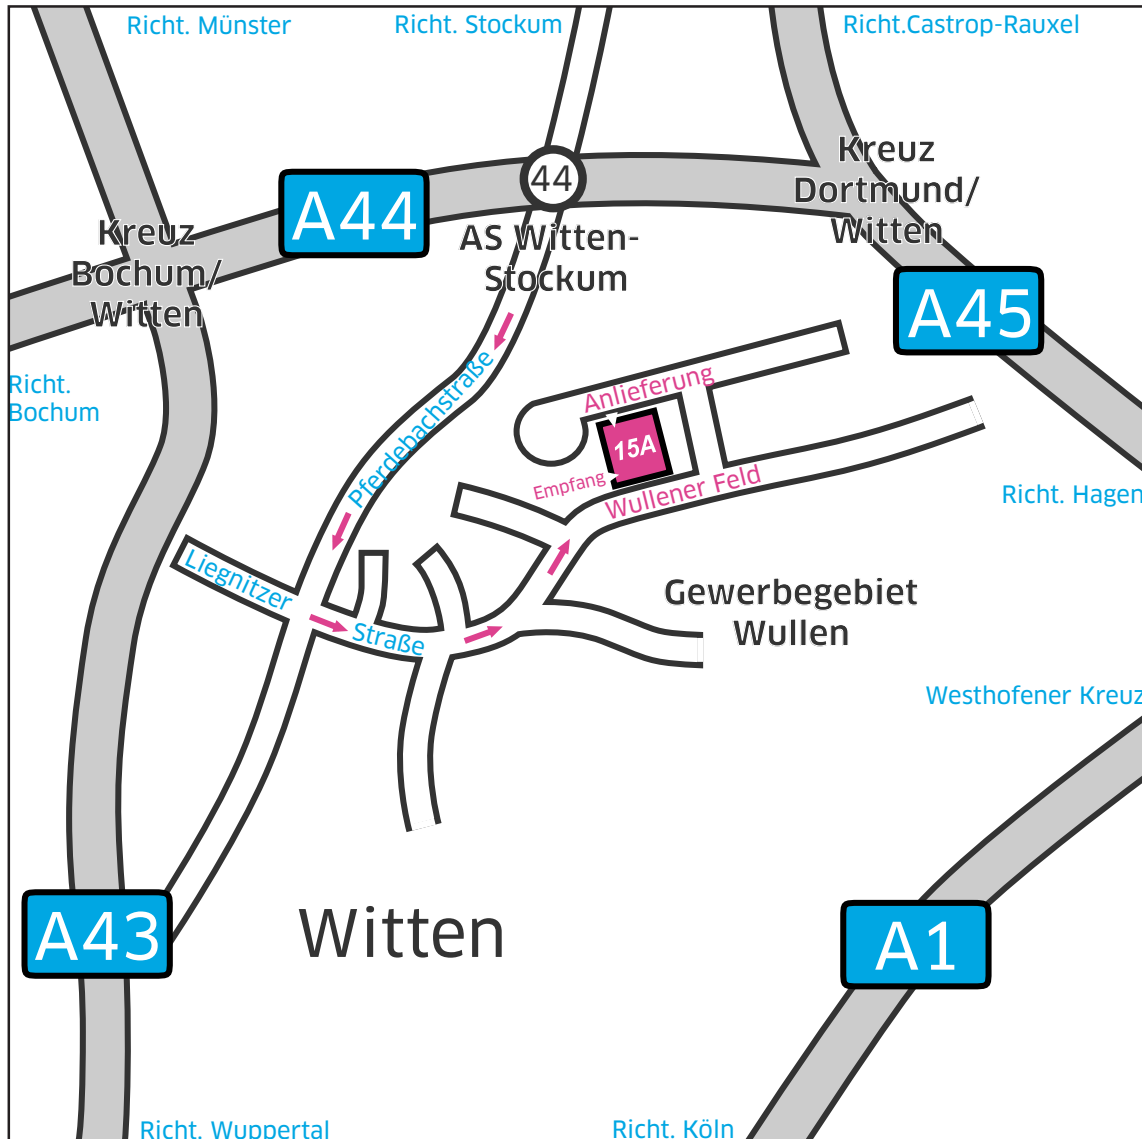 Richt. Münster
Richt. Stockum
Richt.Castrop-Rauxel
Kreuz
Dortmund/
Witten
44
A44
Kreuz
Bochum/
Witten
AS Witten-
Stockum
A45
Richt.
Bochum
Pferdebachstraße
Anlieferung
15A
Empfang
Wullener Feld
Richt. Hagen
Liegnitzer
Straße
Gewerbegebiet
Wullen
Westhofener Kreuz
A43
Witten
A1
Richt. Wuppertal
Richt. Köln